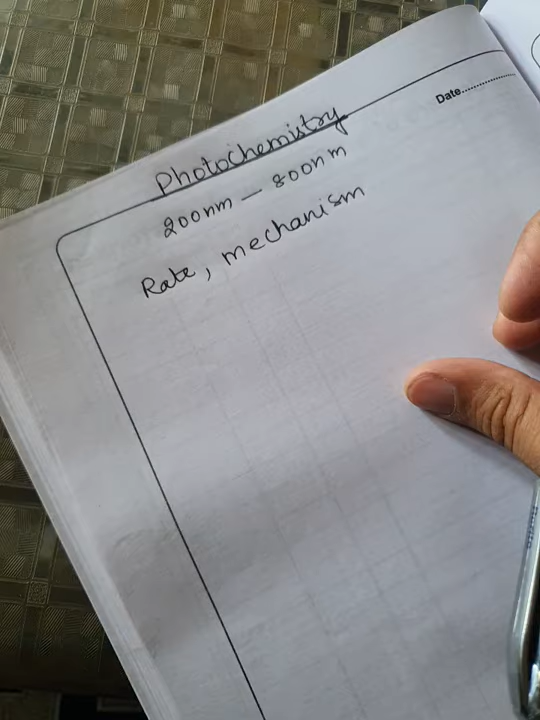 Date..............
Photochemistry
200nm — 800nm
Rate, mechanism